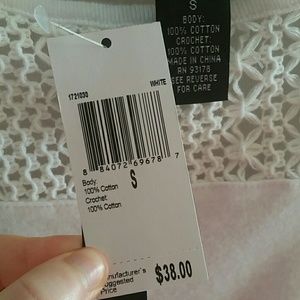 S
BODY:
100% COTTON
CROCHET:
100% COTTON
MADE IN CHINA
RN 93178
SEE REVERSE
FOR CARE
1721030
WHITE
8 84072 69678 7
Body:
100% Cotton
Crochet:
100% Cotton
S
Manufacturer's
Suggested
Price
$38.00